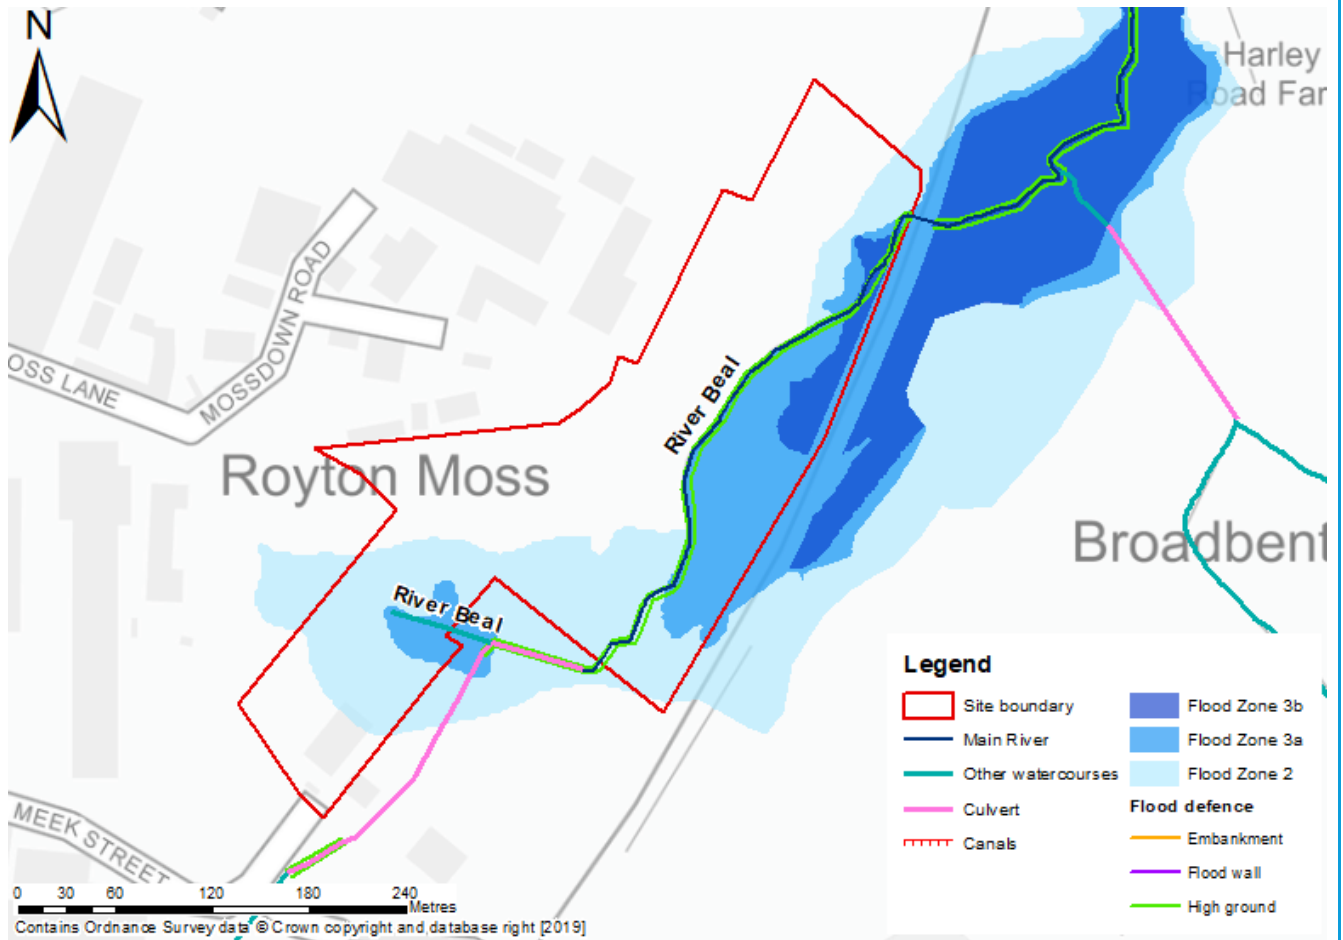 N
Harley
Road Far
MOSSDOWN ROAD
OSS LANE
River Beal
Royton Moss
Broadbent
River Beal
MEEK STREET
Legend
Site boundary
Main River
Other watercourses
Culvert
Canals
Flood Zone 3b
Flood Zone 3a
Flood Zone 2
Flood defence
Embankment
Flood wall
High ground
0 30 60 120 180 240
Metres
Contains Ordnance Survey data © Crown copyright and database right [2019]